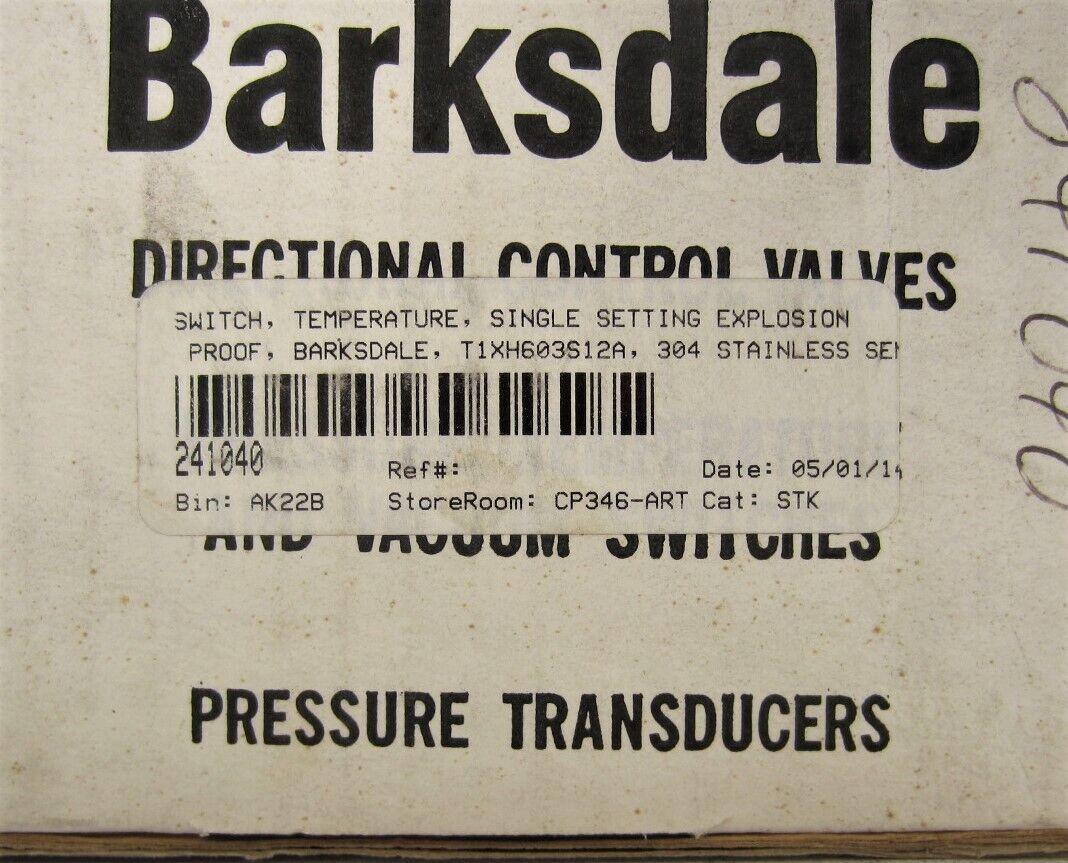 Barksdale
DIRECTIONAL CONTROL VALVES
SWITCH, TEMPERATURE, SINGLE SETTING EXPLOSION
PROOF, BARKSDALE, T1XH603S12A, 304 STAINLESS SEN
241040
Ref#:
Date: 05/01/14
Bin: AK22B
StoreRoom: CP346-ART Cat: STK
AND VACUUM SWITCHES
PRESSURE TRANSDUCERS
241040